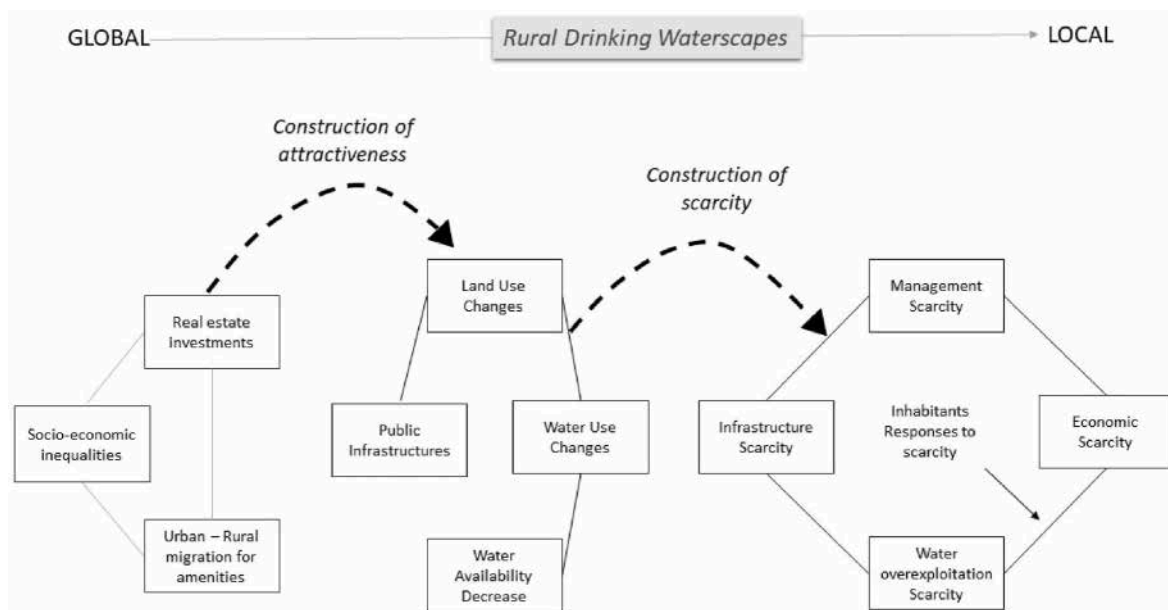 GLOBAL
Rural Drinking Waterscapes
LOCAL
Construction of
attractiveness
Construction of
scarcity
Real estate
investments
Socio-economic
inequalities
Urban – Rural
migration for
amenities
Land Use
Changes
Public
Infrastructures
Water Use
Changes
Water
Availability
Decrease
Management
Scarcity
Infrastructure
Scarcity
Inhabitants
Responses to
scarcity
Economic
Scarcity
Water
overexploitation
Scarcity